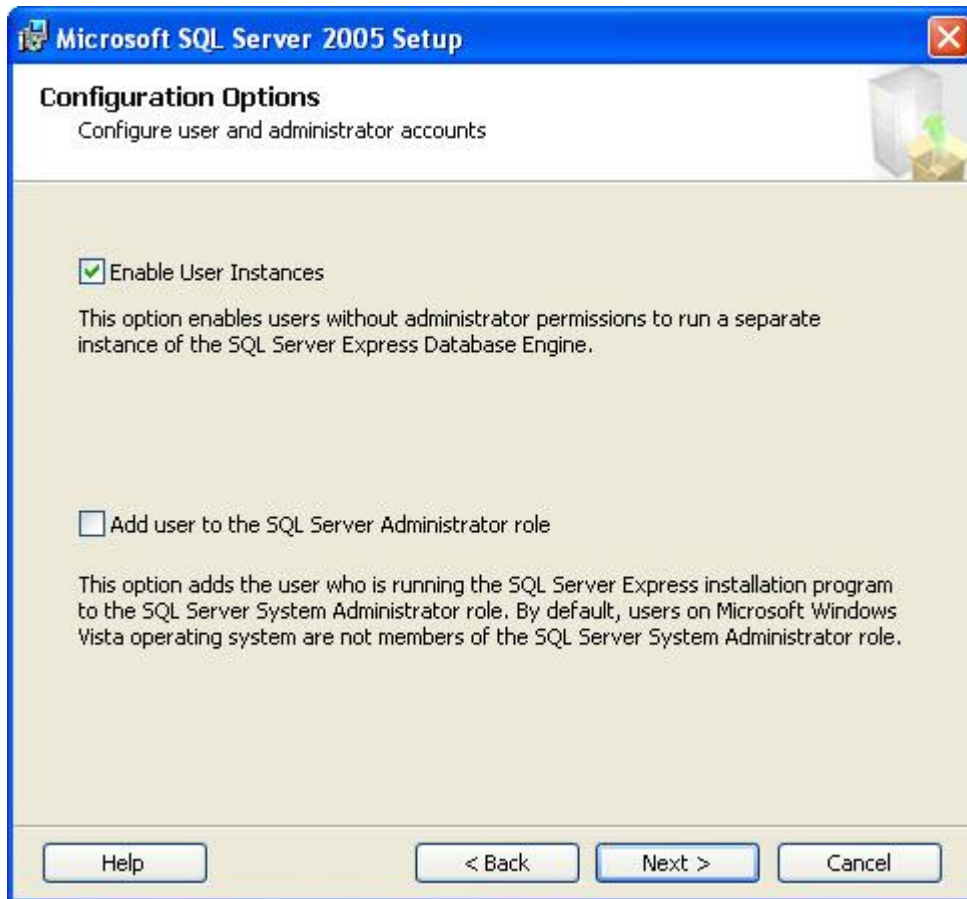 Microsoft SQL Server 2005 Setup
Configuration Options
Configure user and administrator accounts
Enable User Instances
This option enables users without administrator permissions to run a separate
instance of the SQL Server Express Database Engine.
Add user to the SQL Server Administrator role
This option adds the user who is running the SQL Server Express installation program
to the SQL Server System Administrator role. By default, users on Microsoft Windows
Vista operating system are not members of the SQL Server System Administrator role.
Help
< Back
Next >
Cancel